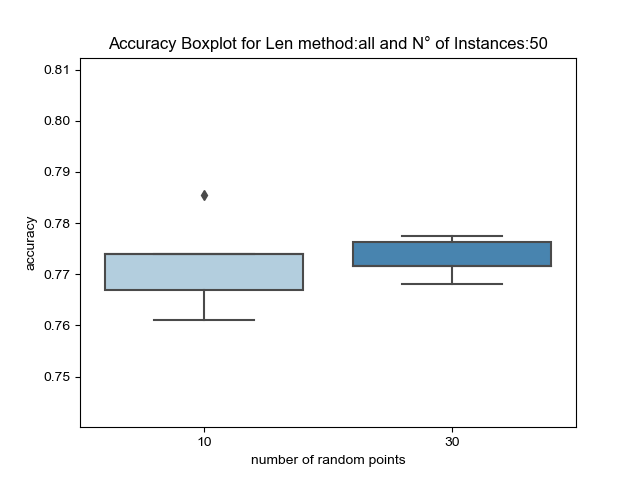 Accuracy Boxplot for Len method:all and N° of Instances:50
0.81
0.80
0.79
0.78
0.77
0.76
0.75
accuracy
10 30
number of random points